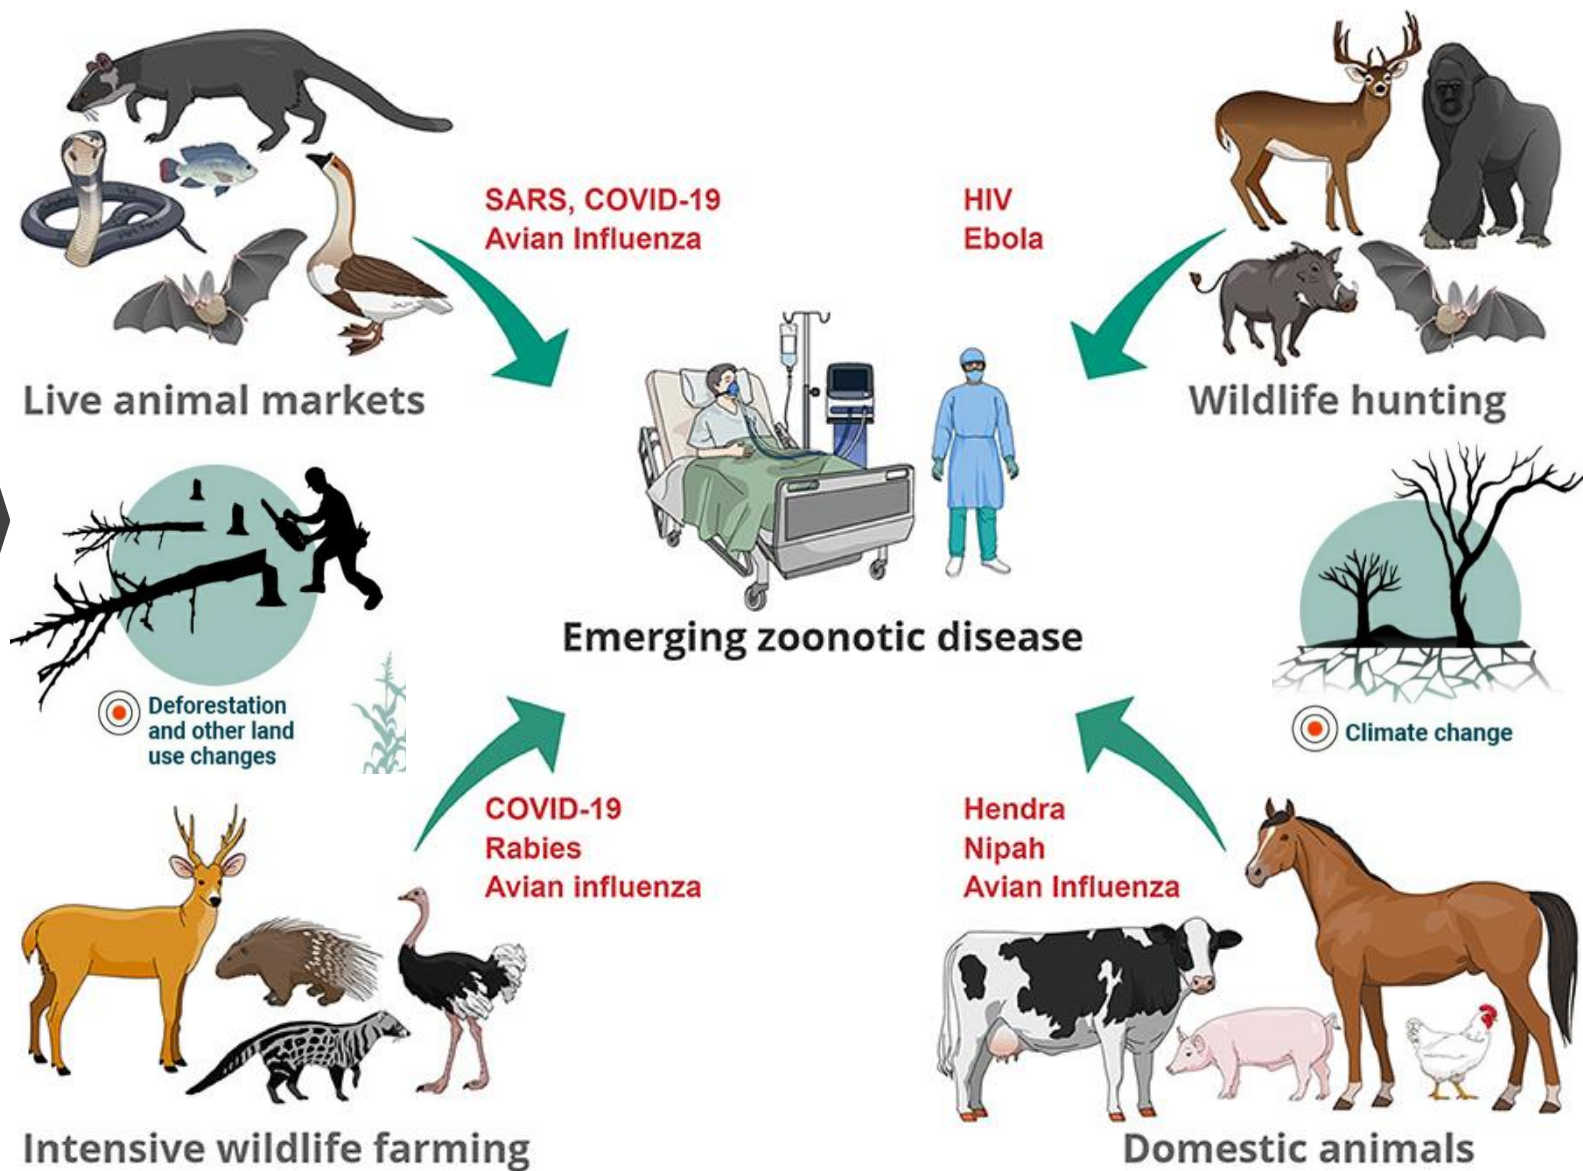 SARS, COVID-19
Avian Influenza
HIV
Ebola
Live animal markets
Wildlife hunting
Emerging zoonotic disease
Deforestation
and other land
use changes
Climate change
COVID-19
Rabies
Avian influenza
Hendra
Nipah
Avian Influenza
Intensive wildlife farming
Domestic animals